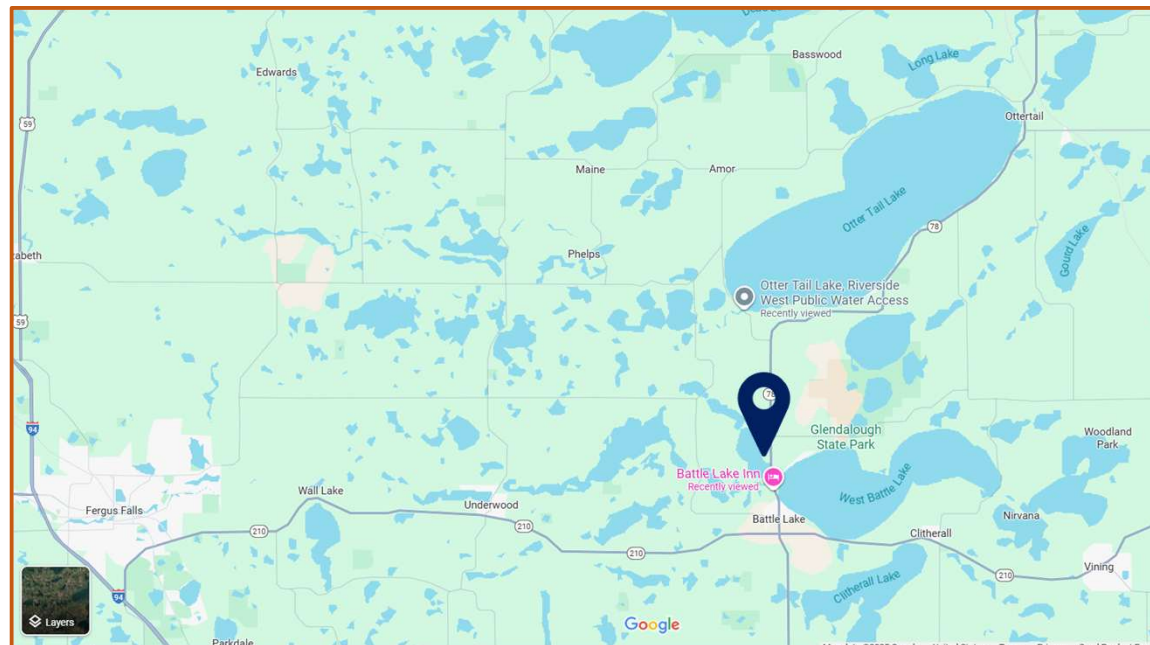 Basswood
Long Lake
Edwards
59
Ottertail
Maine
Amor
Otter Tail Lake
78
Gourd Lake
Phelps
Otter Tail Lake, Riverside
West Public Water Access
Recently viewed
59
78
Glendalough
State Park
94
Woodland
Park
Battle Lake Inn
Recently viewed
West Battle Lake
Wall Lake
Underwood
Fergus Falls
Battle Lake
Nirvana
210
210
210
Clitherall
Vining
210
Clitherall Lake
94
Layers
Google
Parkdale